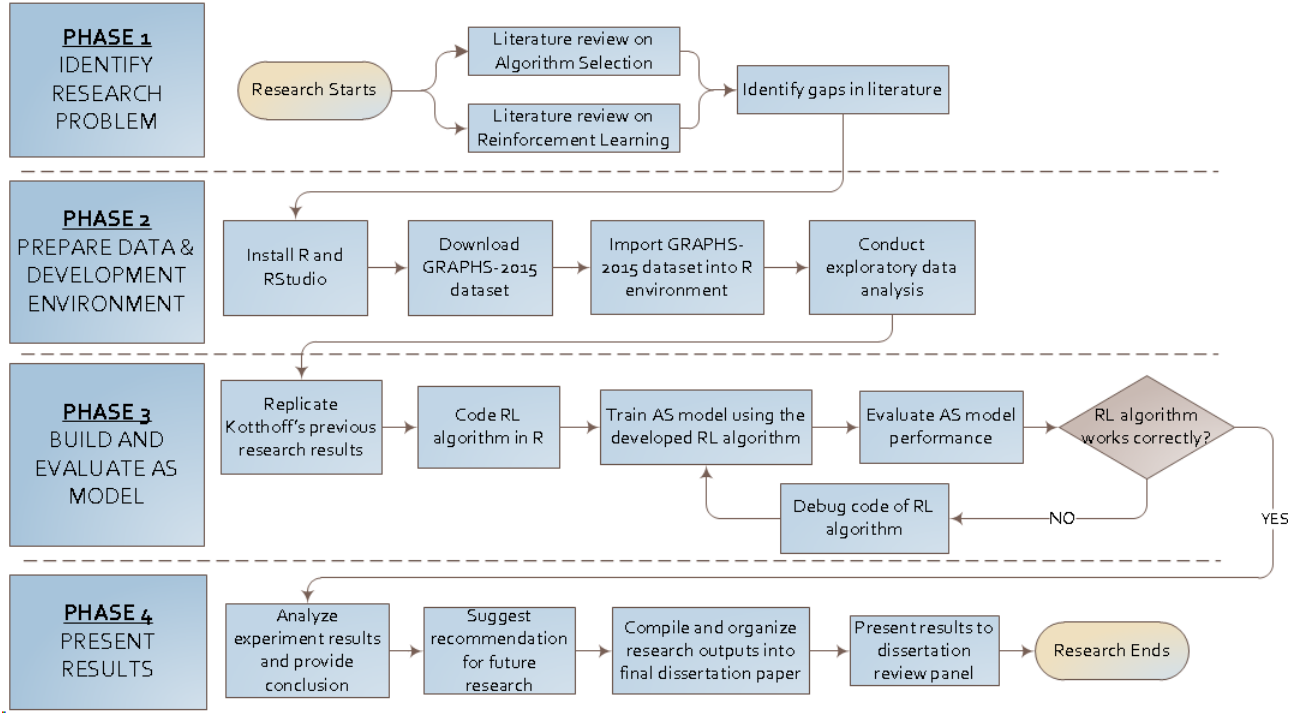 PHASE 1
IDENTIFY
RESEARCH
PROBLEM
Research Starts
Literature review on
Algorithm Selection
Literature review on
Reinforcement Learning
Identify gaps in literature
PHASE 2
PREPARE DATA &
DEVELOPMENT
ENVIRONMENT
Install R and
RStudio
Download
GRAPHS-2015
dataset
Import GRAPHS-
2015 dataset into R
environment
Conduct
exploratory data
analysis
PHASE 3
BUILD AND
EVALUATE AS
MODEL
Replicate
Kotthoff's previous
research results
Code RL
algorithm in R
Train AS model using the
developed RL algorithm
Evaluate AS model
performance
RL algorithm
works correctly?
Debug code of RL
algorithm
NO
YES
PHASE 4
PRESENT
RESULTS
Analyze
experiment results
and provide
conclusion
Suggest
recommendation
for future
research
Compile and organize
research outputs into
final dissertation paper
Present results to
dissertation
review panel
Research Ends